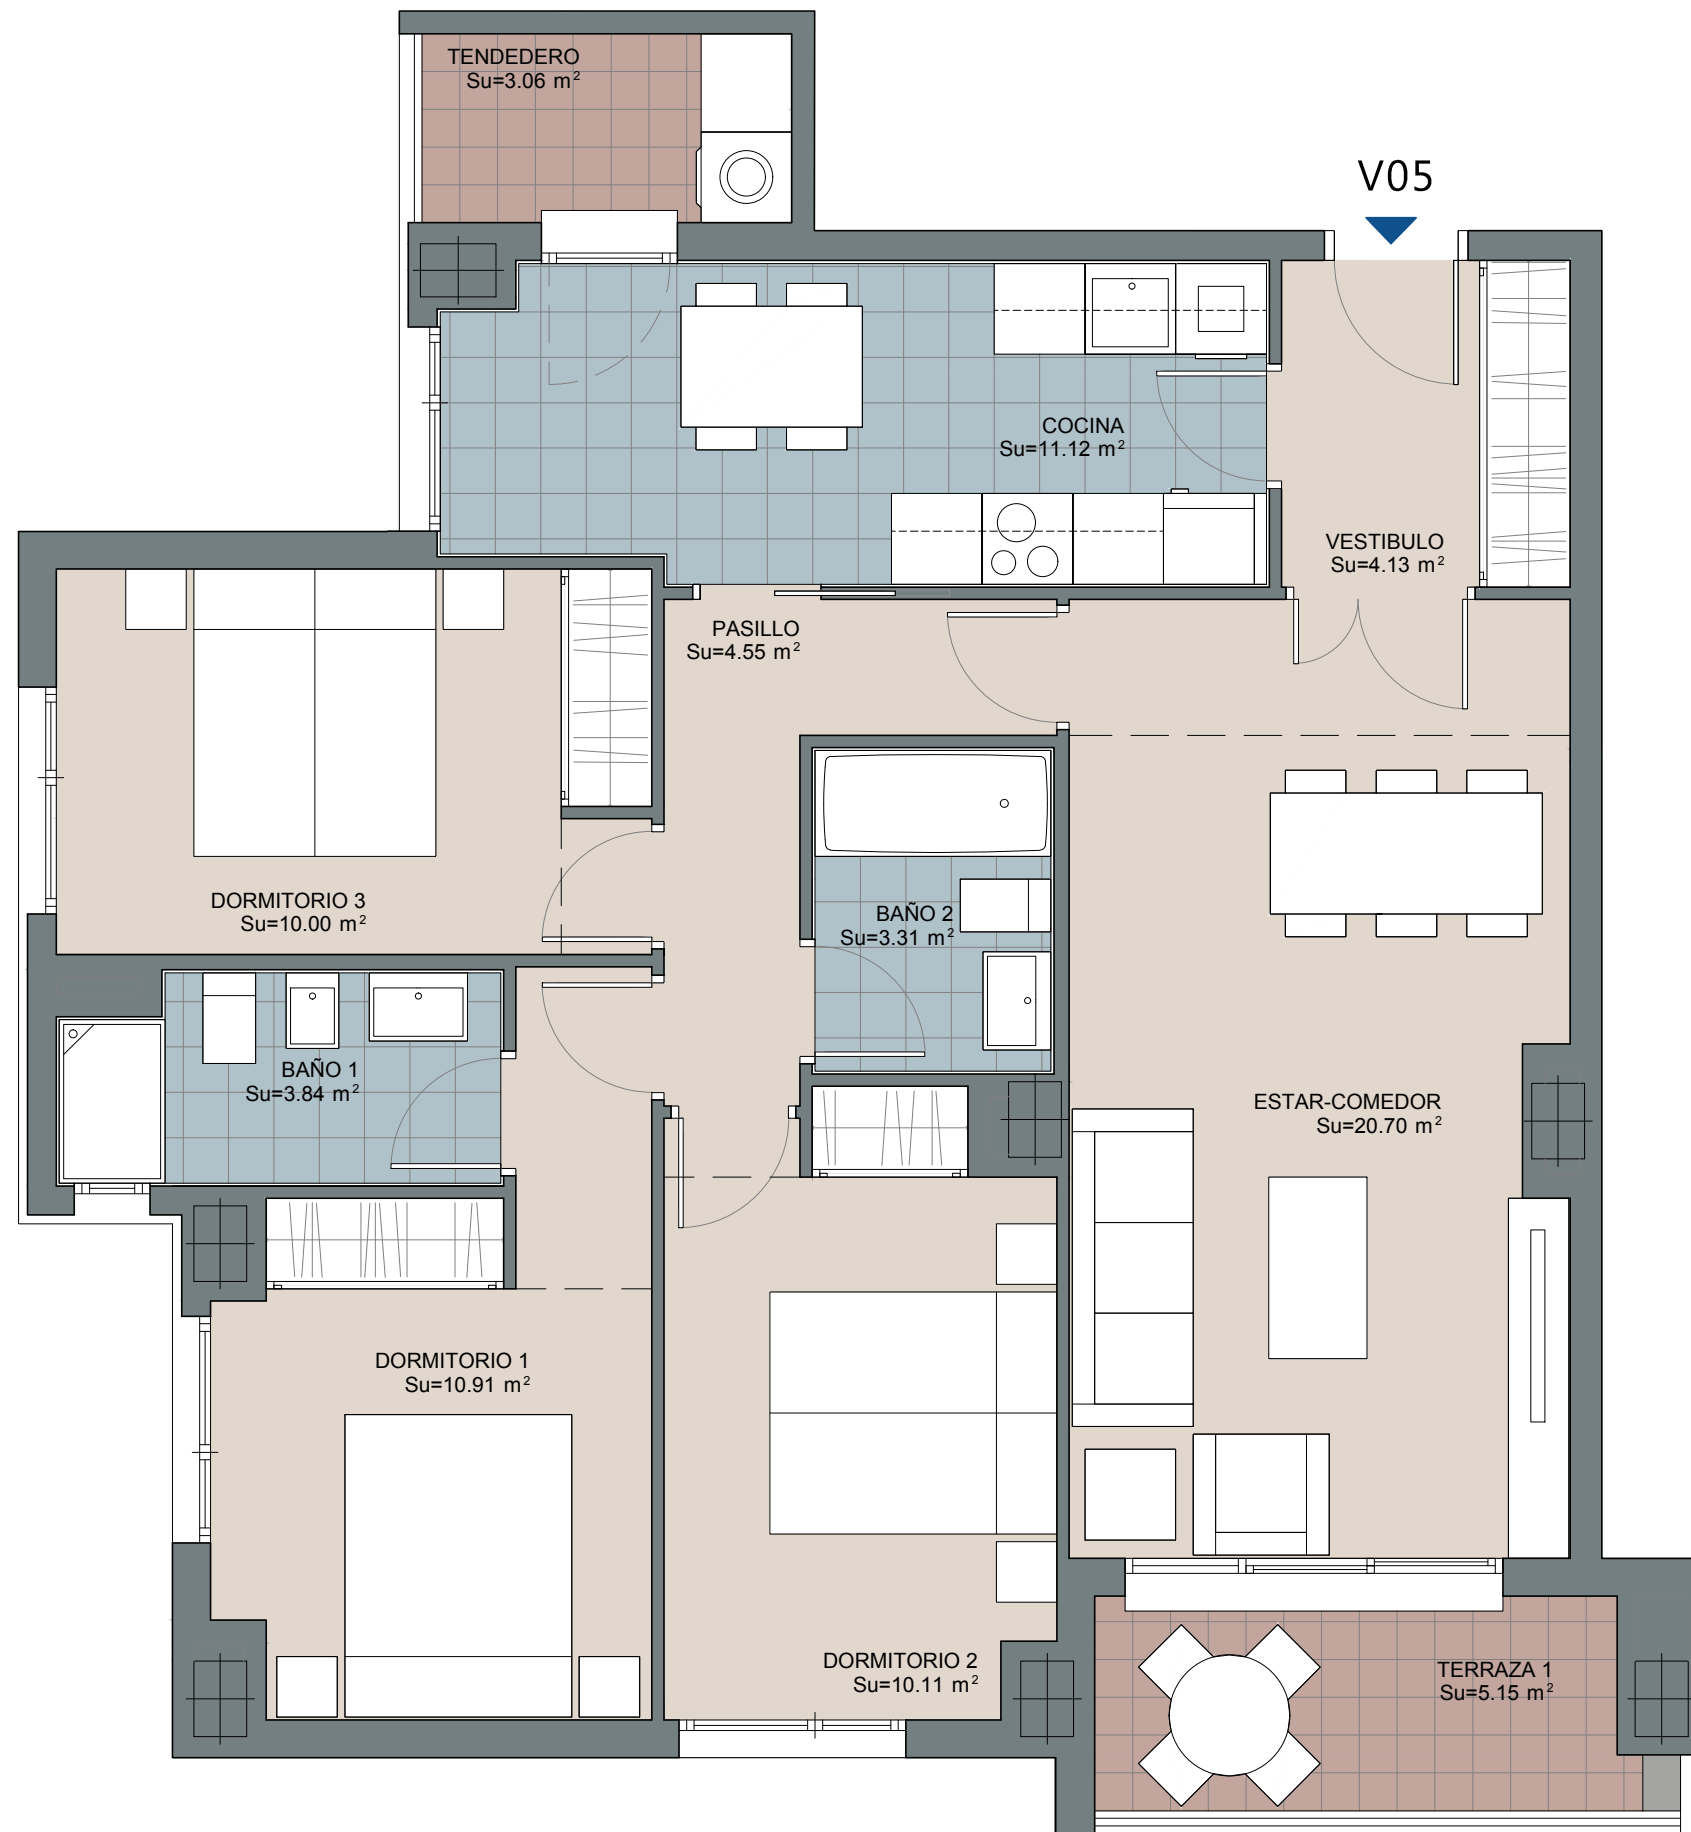 TENDEDERO
Su=3.06 m²
V05
COCINA
Su=11.12 m²
VESTIBULO
Su=4.13 m²
PASILLO
Su=4.55 m²
DORMITORIO 3
Su=10.00 m²
BAÑO 2
Su=3.31 m²
BAÑO 1
Su=3.84 m²
ESTAR-COMEDOR
Su=20.70 m²
DORMITORIO 1
Su=10.91 m²
DORMITORIO 2
Su=10.11 m²
TERRAZA 1
Su=5.15 m²